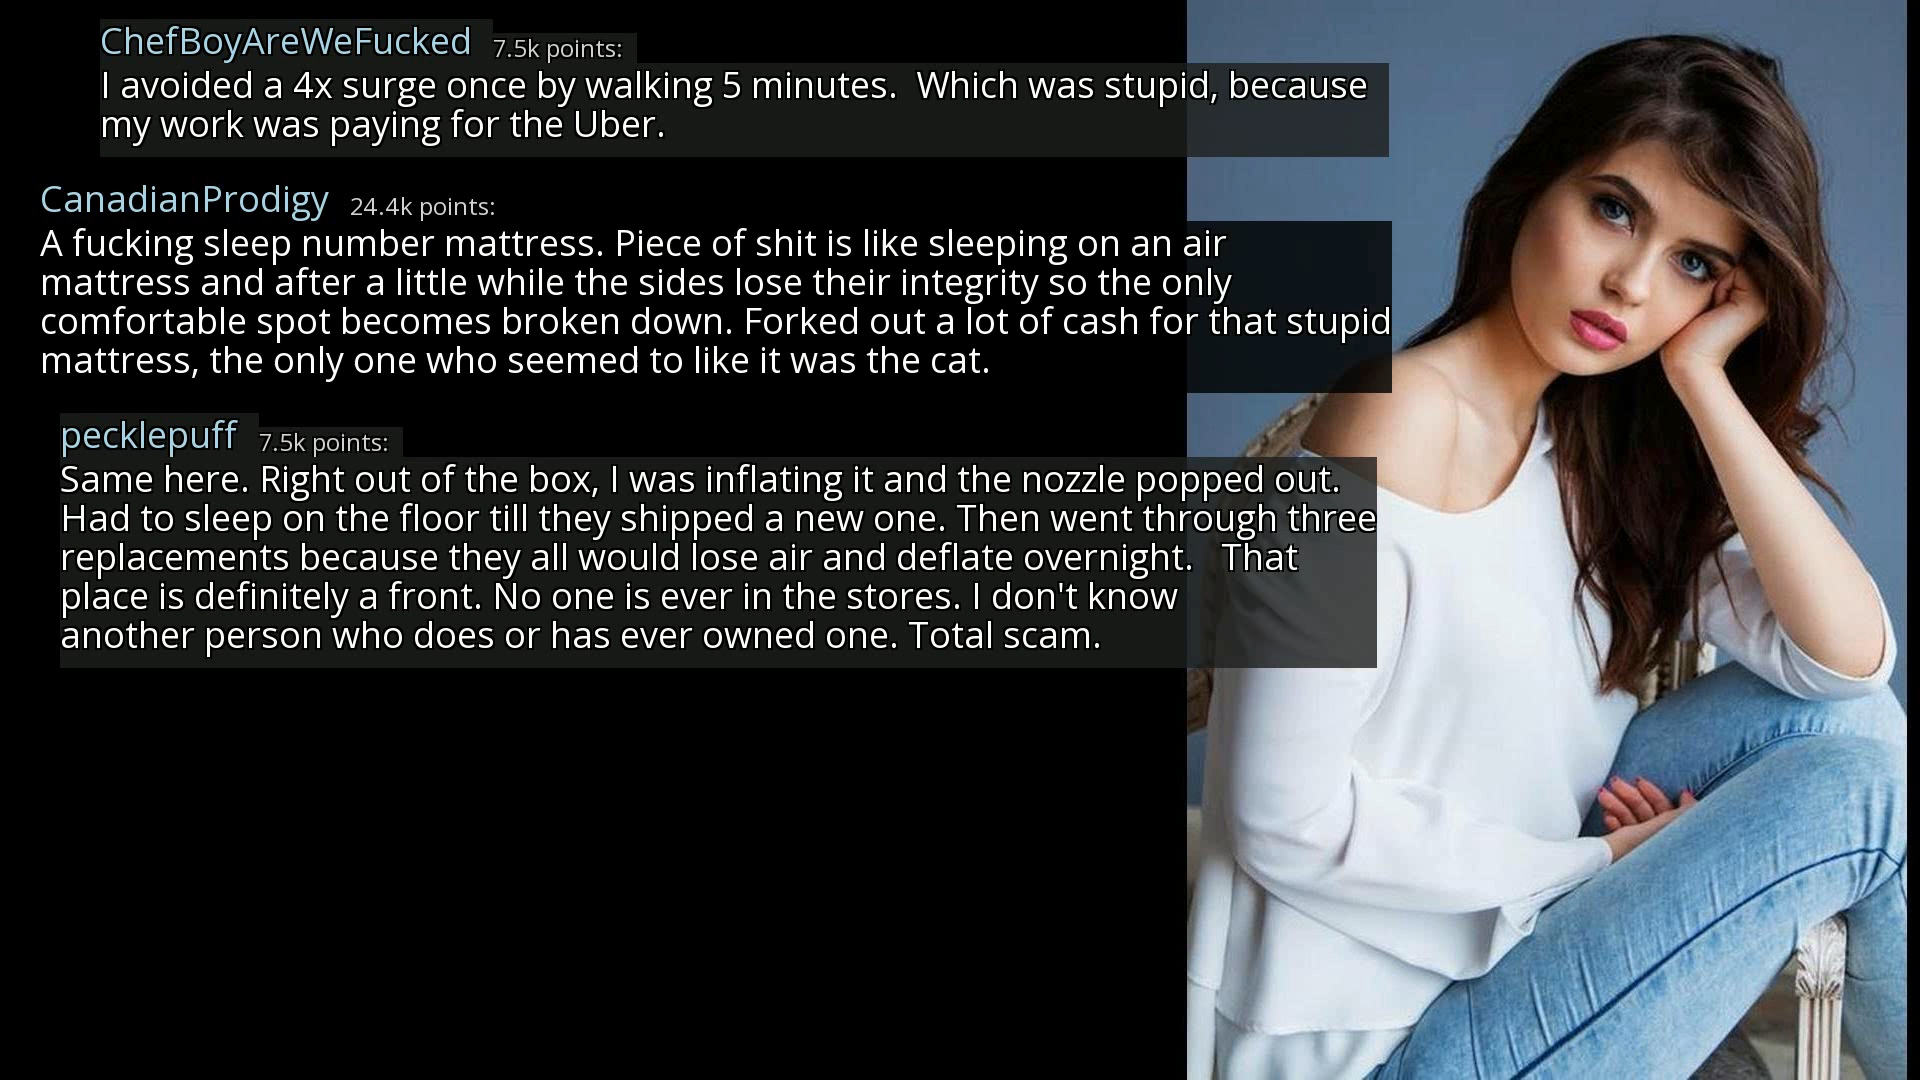 ChefBoyAreWeFucked 7.5k points:
I avoided a 4x surge once by walking 5 minutes.  Which was stupid, because
my work was paying for the Uber.
CanadianProdigy 24.4k points:
A fucking sleep number mattress. Piece of shit is like sleeping on an air
mattress and after a little while the sides lose their integrity so the only
comfortable spot becomes broken down. Forked out a lot of cash for that stupid
mattress, the only one who seemed to like it was the cat.
pecklepuff 7.5k points:
Same here. Right out of the box, I was inflating it and the nozzle popped out.
Had to sleep on the floor till they shipped a new one. Then went through three
replacements because they all would lose air and deflate overnight.   That
place is definitely a front. No one is ever in the stores. I don't know
another person who does or has ever owned one. Total scam.